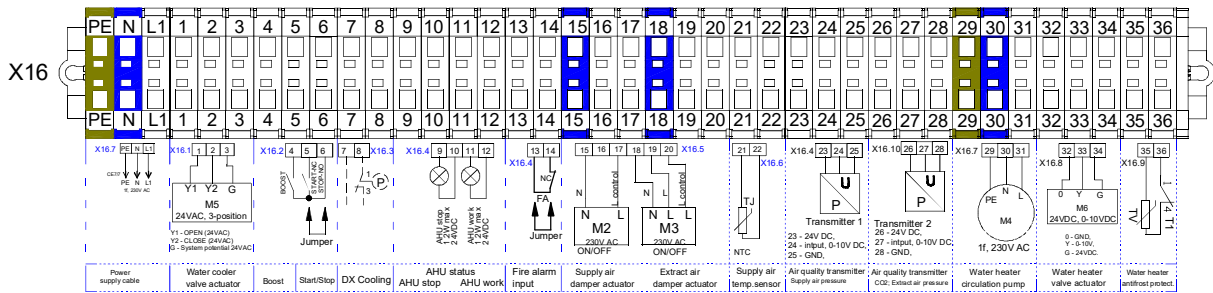 PE N L1 1 2 3 4 5 6 7 8 9 10 11 12 13 14 15 16 17 18 19 20 21 22 23 24 25 26 27 28 29 30 31 32 33 34 35 36
X16
PE N L1 1 2 3 4 5 6 7 8 9 10 11 12 13 14 15 16 17 18 19 20 21 22 23 24 25 26 27 28 29 30 31 32 33 34 35 36
X16.7 PE N L1
PE N L1
1f, 230V AC
Power
supply cable
X16.1 1 2 3
Y1 Y2 G
M5
24VAC, 3-position
Y1 - OPEN (24VAC)
Y2 - CLOSE (24VAC)
G - System potential 24VAC
Water cooler
valve actuator
X16.2 4 5 6
BOOST
START-NC
STOP-NO
Jumper
Boost
Start/Stop
7 8 X16.3
1
7 3
P
DX Cooling
X16.4 9 10 11 12
AHU stop
12W max
24VDC
AHU work
12W max
24VDC
AHU status
AHU stop AHU work
13 14
X16.4
NC
FA
Jumper
Fire alarm
input
15 16 17 18 19 20 X16.5
N L control
N L
M2
230V AC
ON/OFF
N L L control
N L L
M3
230V AC
ON/OFF
Supply air
damper actuator
Extract air
damper actuator
21 22
X16.6
TJ
NTC
Supply air
temp.sensor
X16.4 23 24 25
U
P
Transmitter 1
23 - 24V DC,
24 - intput, 0-10V DC,
25 - GND,
Air quality transmitter
Supply air pressure
X16.10 26 27 28
U
P
Transmitter 2
26 - 24V DC,
27 - intput, 0-10V DC,
28 - GND,
Air quality transmitter
CO2; Extract air pressure
X16.7
29 30 31
PE N L
M4
1f, 230V AC
Water heater
circulation pump
32 33 34
X16.8
0 Y G
M6
24VDC, 0-10VDC
0 - GND,
Y - 0-10V,
G - 24VDC.
Water heater
valve actuator
35 36
X16.9
TV
1
4
T1
Water heater
antifrost protect.